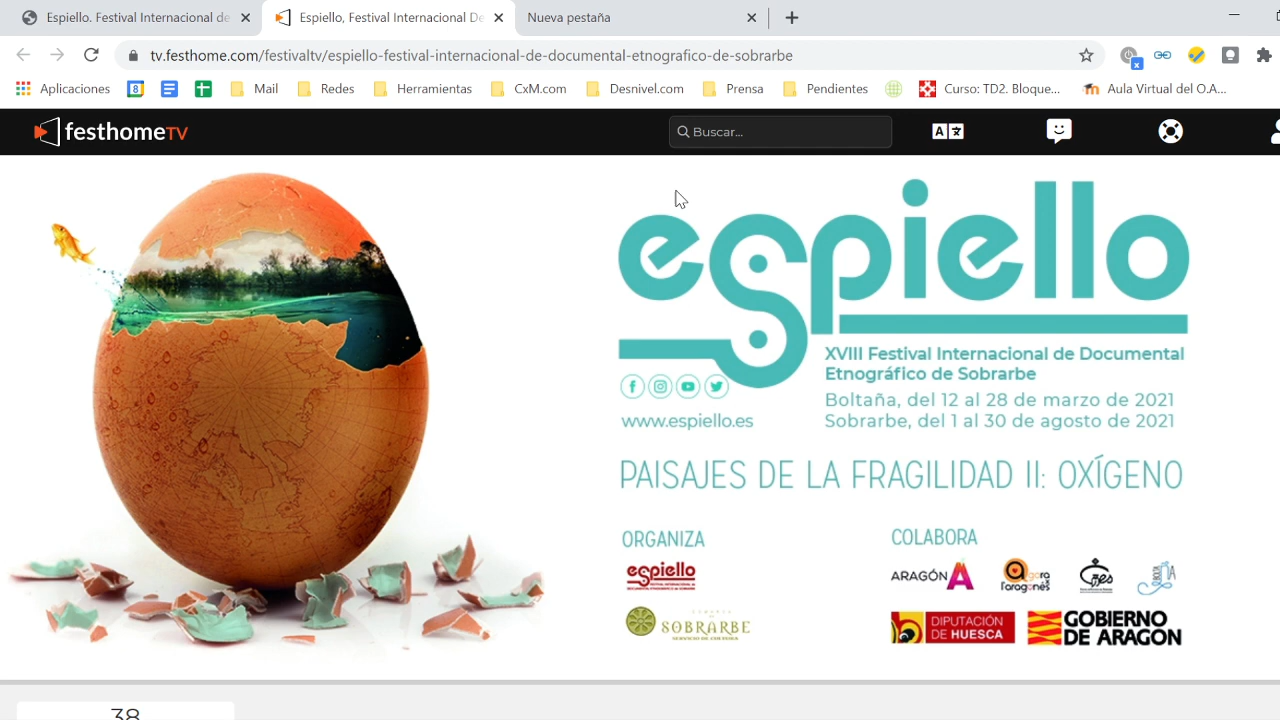 Espiello. Festival Internacional de
Espiello, Festival Internacional De
Nueva pestaña
tv.festhome.com/festivaltv/espiello-festival-internacional-de-documental-etnografico-de-sobrarbe
Aplicaciones
8
Mail
Redes
Herramientas
CxM.com
Desnivel.com
Prensa
Pendientes
Curso: TD2. Bloque...
Aula Virtual del O.A...
festhomeTV
Buscar...
A
espiello
XVIII Festival Internacional de Documental
Etnográfico de Sobrarbe
Boltaña, del 12 al 28 de marzo de 2021
www.espiello.es
Sobrarbe, del 1 al 30 de agosto de 2021
PAISAJES DE LA FRAGILIDAD II: OXÍGENO
ORGANIZA
COLABORA
espiello
ARAGÓN
SOBRARBE
DIPUTACIÓN
DE HUESCA
GOBIERNO
DE ARAGON
38